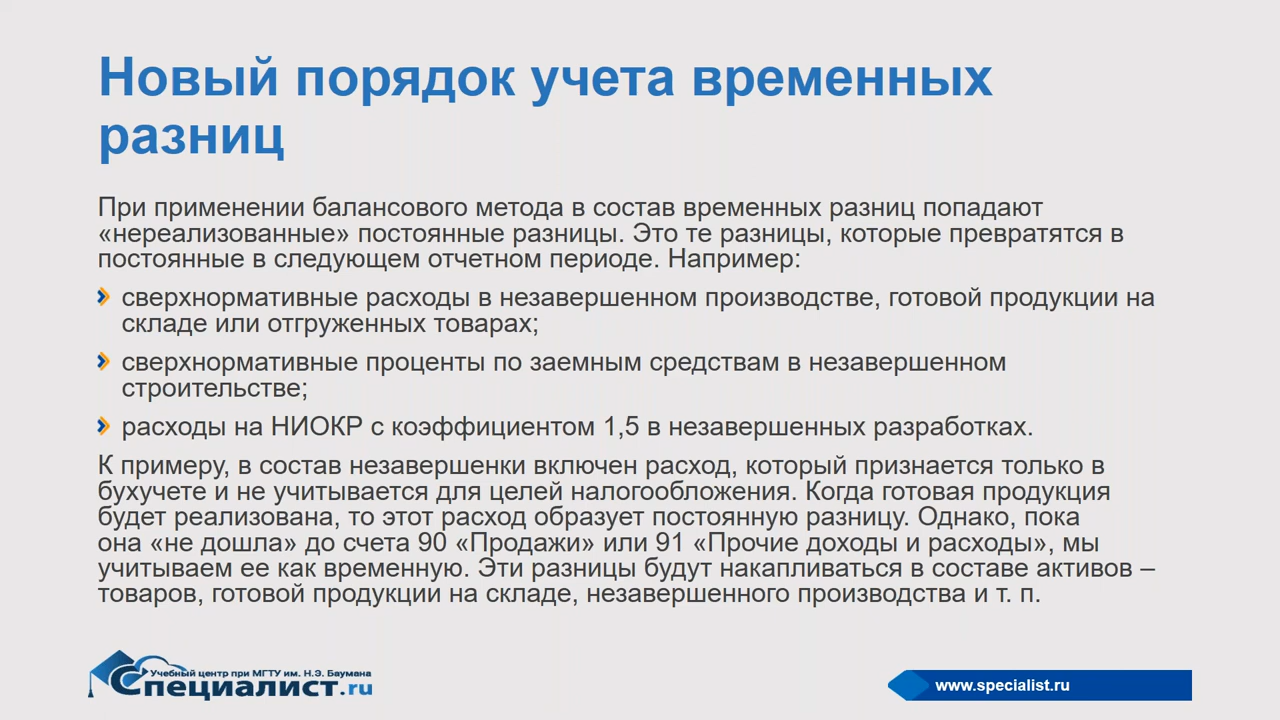 Новый порядок учета временных
разниц
При применении балансового метода в состав временных разниц попадают
«нереализованные» постоянные разницы. Это те разницы, которые превратятся в
постоянные в следующем отчетном периоде. Например:
сверхнормативные расходы в незавершенном производстве, готовой продукции на
складе или отгруженных товарах;
сверхнормативные проценты по заемным средствам в незавершенном
строительстве;
расходы на НИОКР с коэффициентом 1,5 в незавершенных разработках.
К примеру, в состав незавершенки включен расход, который признается только в
бухучете и не учитывается для целей налогообложения. Когда готовая продукция
будет реализована, то этот расход образует постоянную разницу. Однако, пока
она «не дошла» до счета 90 «Продажи» или 91 «Прочие доходы и расходы», мы
учитываем ее как временную. Эти разницы будут накапливаться в составе активов –
товаров, готовой продукции на складе, незавершенного производства и т. п.
Учебный центр при МГТУ им. Н.Э. Баумана
Специалист.ru
www.specialist.ru